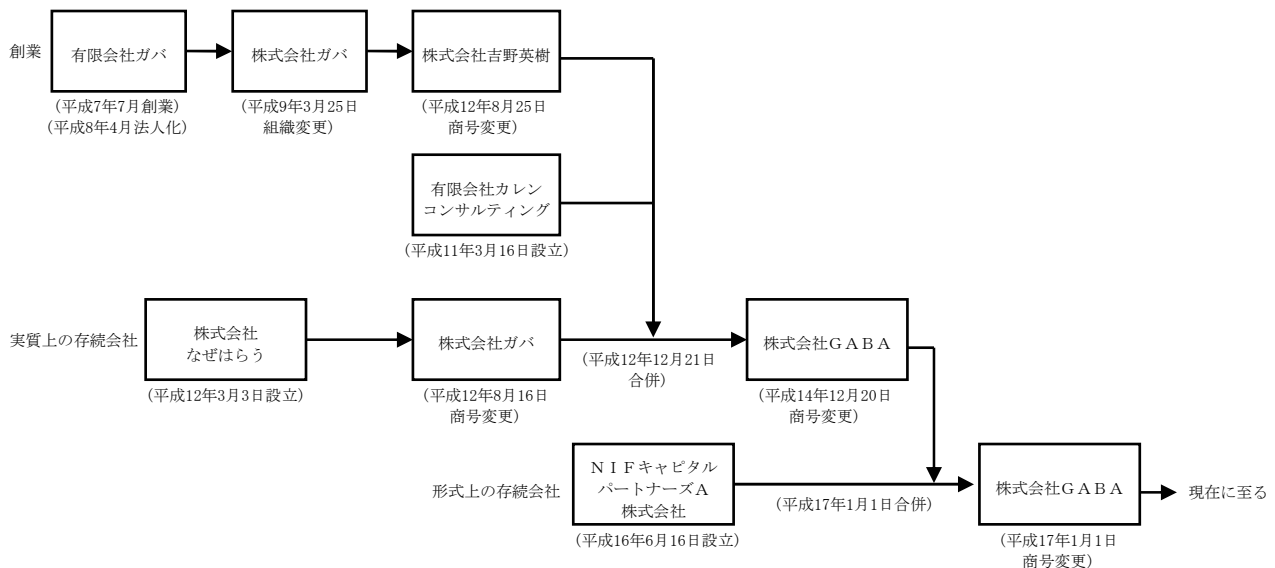 創業
有限会社ガバ
株式会社ガバ
株式会社吉野英樹
(平成7年7月創業)
(平成8年4月法人化)
(平成9年3月25日
組織変更)
(平成12年8月25日
商号変更)
有限会社カレン
コンサルティング
(平成11年3月16日設立)
実質上の存続会社
株式会社
なぜはらう
株式会社ガバ
(平成12年12月21日
合併)
株式会社GABA
(平成12年3月3日設立)
(平成12年8月16日
商号変更)
(平成14年12月20日
商号変更)
形式上の存続会社
NIFキャピタル
パートナーズA
株式会社
(平成17年1月1日合併)
株式会社GABA
現在に至る
(平成16年6月16日設立)
(平成17年1月1日
商号変更)